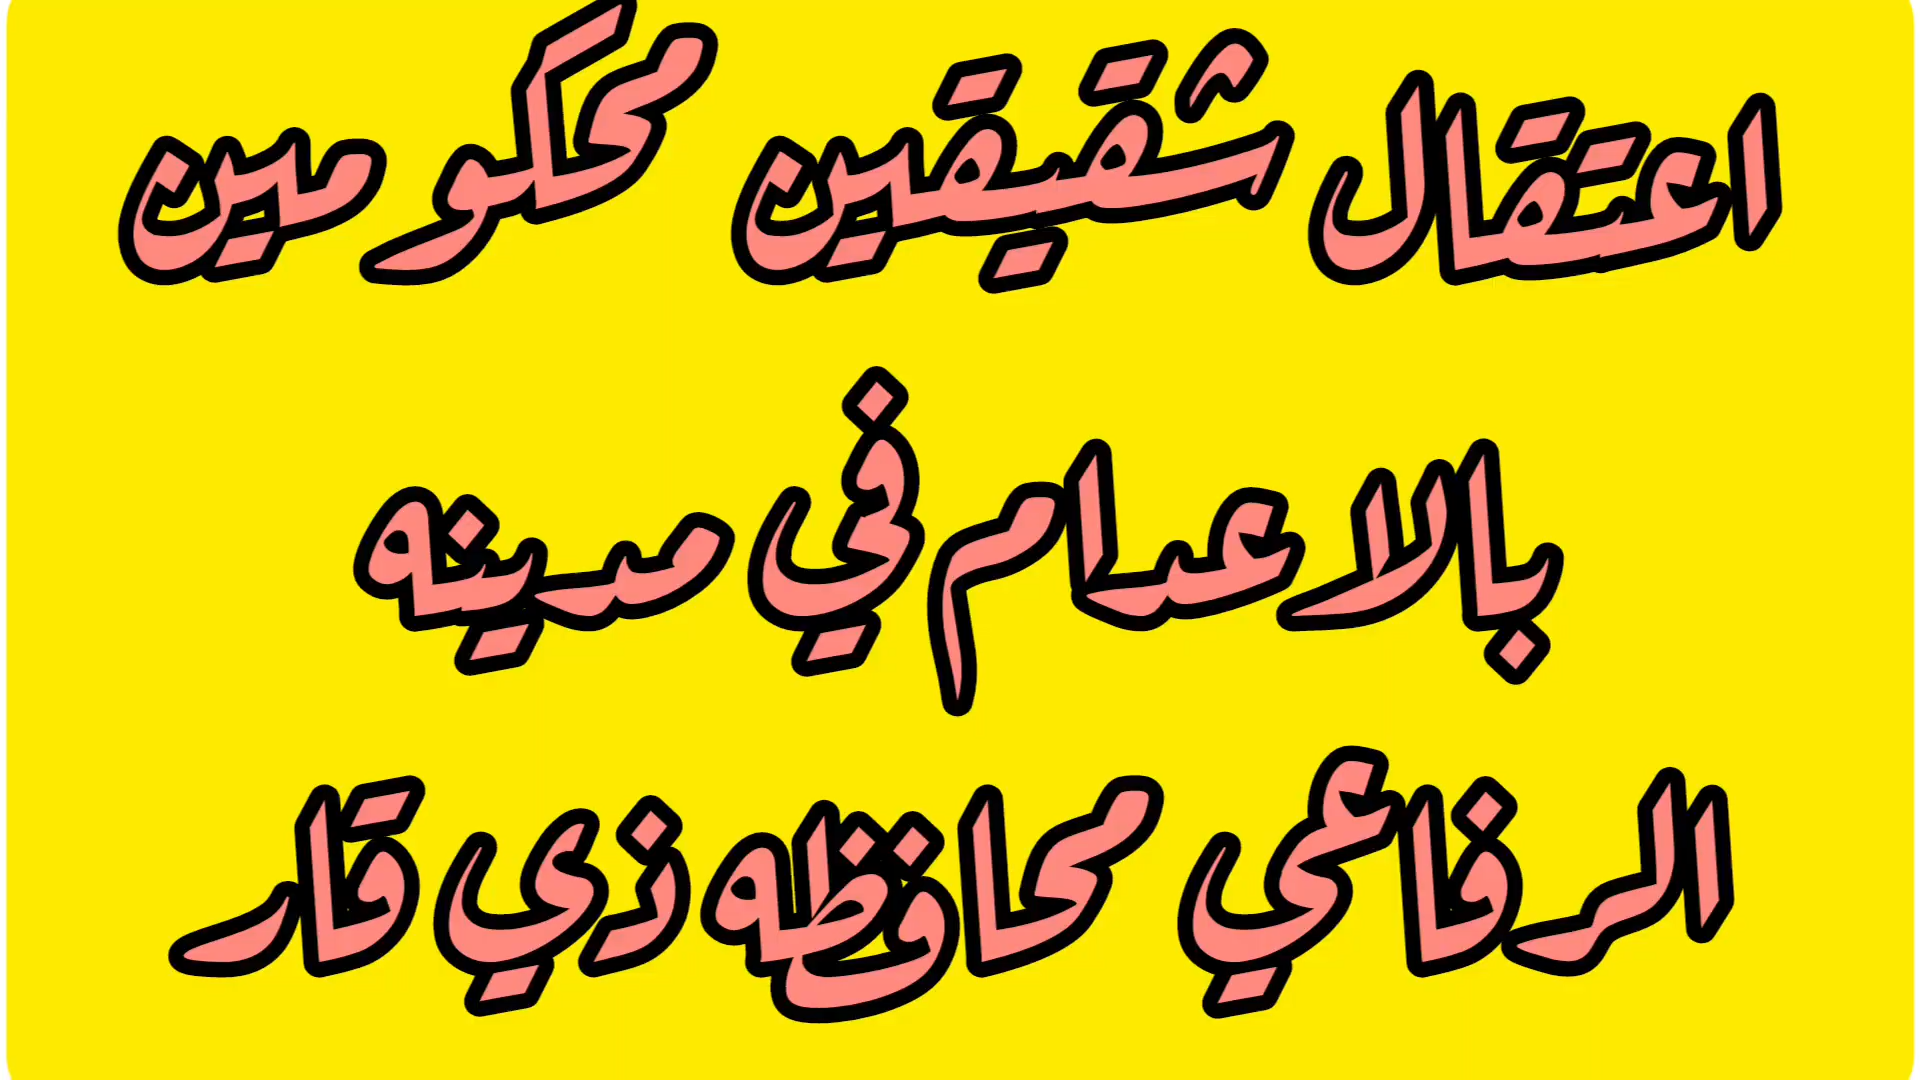 اعتقال شقيقين محكومين
بالاعدام في مدينه
الرفاعي محافظه ذي قار